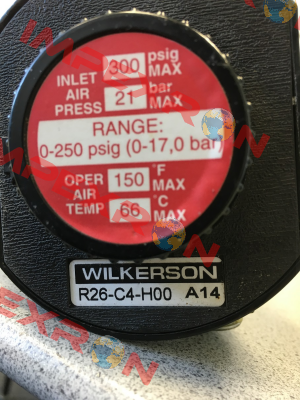 INLET 300 psig
AIR MAX
PRESS 21 bar
MAX
RANGE:
0-250 psig (0-17,0 bar)
OPER 150 °F
AIR MAX
TEMP 66 °C
MAX
WILKERSON
R26-C4-H00 A14